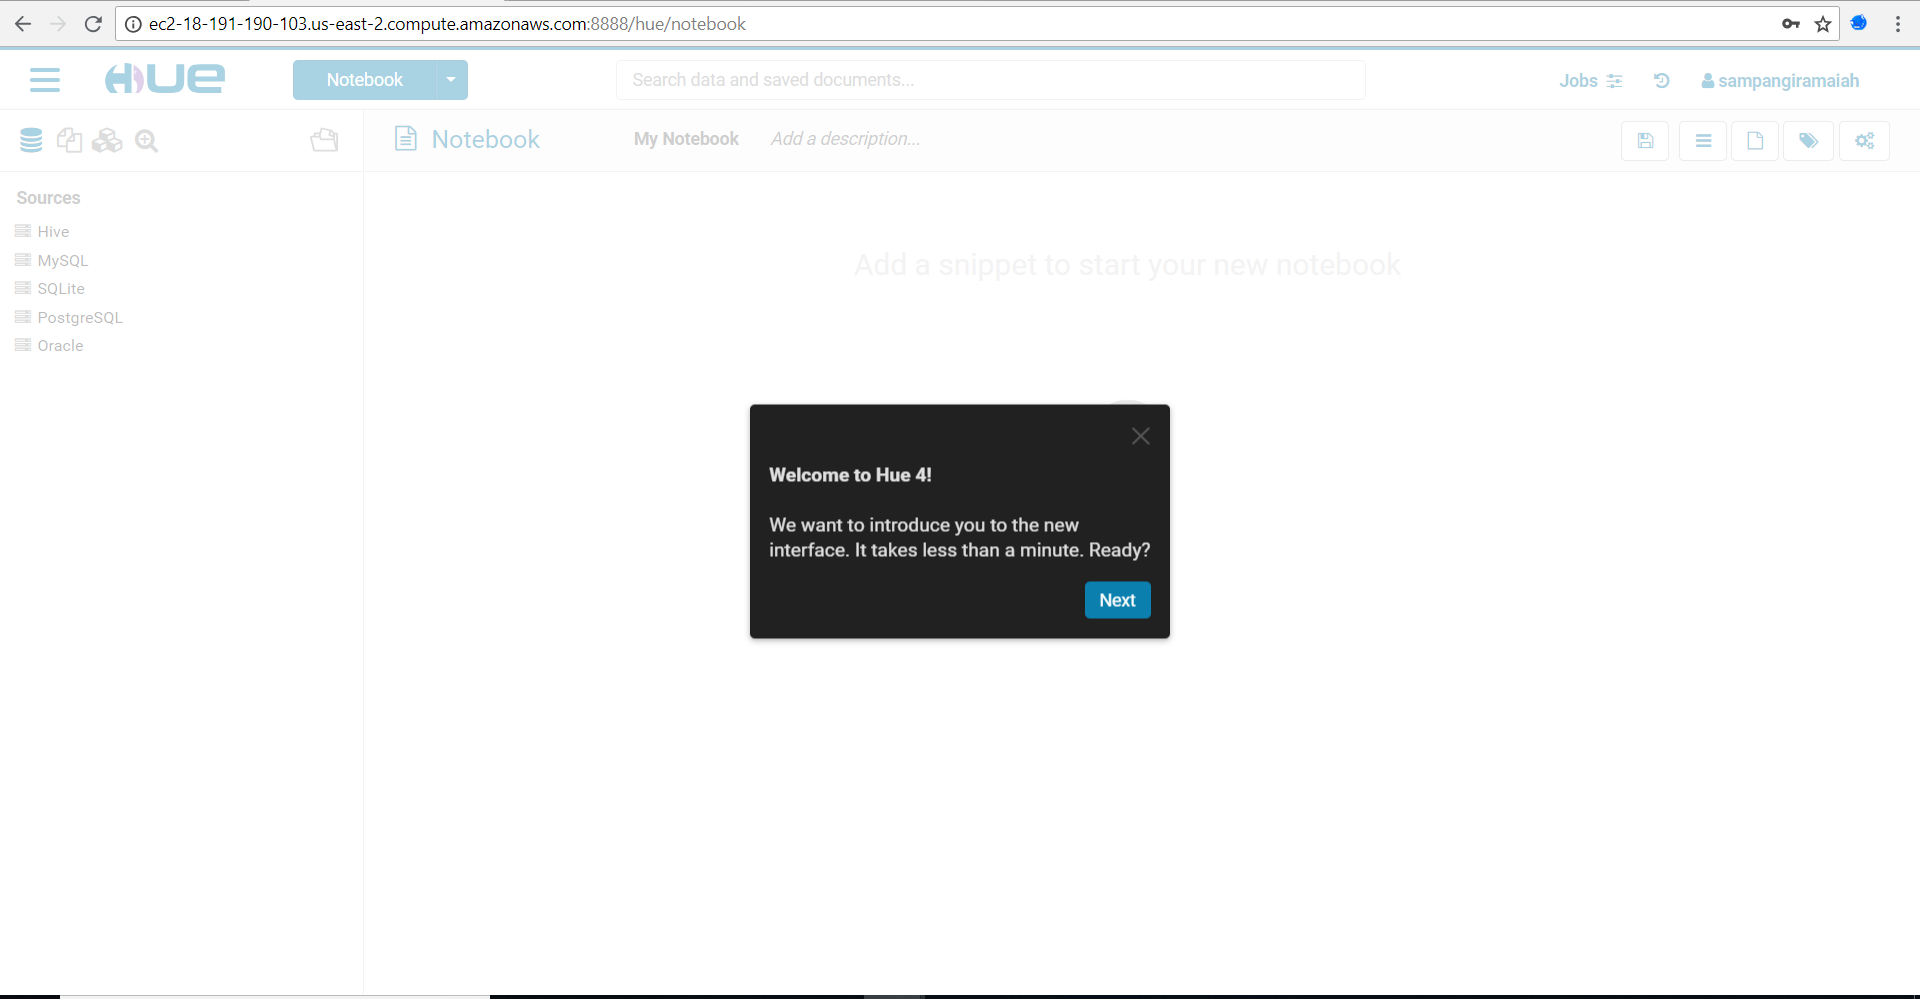 ec2-18-191-190-103.us-east-2.compute.amazonaws.com:8888/hue/notebook
HUE
Notebook
Search data and saved documents...
Jobs
sampangiramaiah
Notebook
My Notebook
Add a description...
Sources
Hive
MySQL
SQLite
PostgreSQL
Oracle
Add a snippet to start your new notebook
Welcome to Hue 4!
We want to introduce you to the new
interface. It takes less than a minute. Ready?
Next